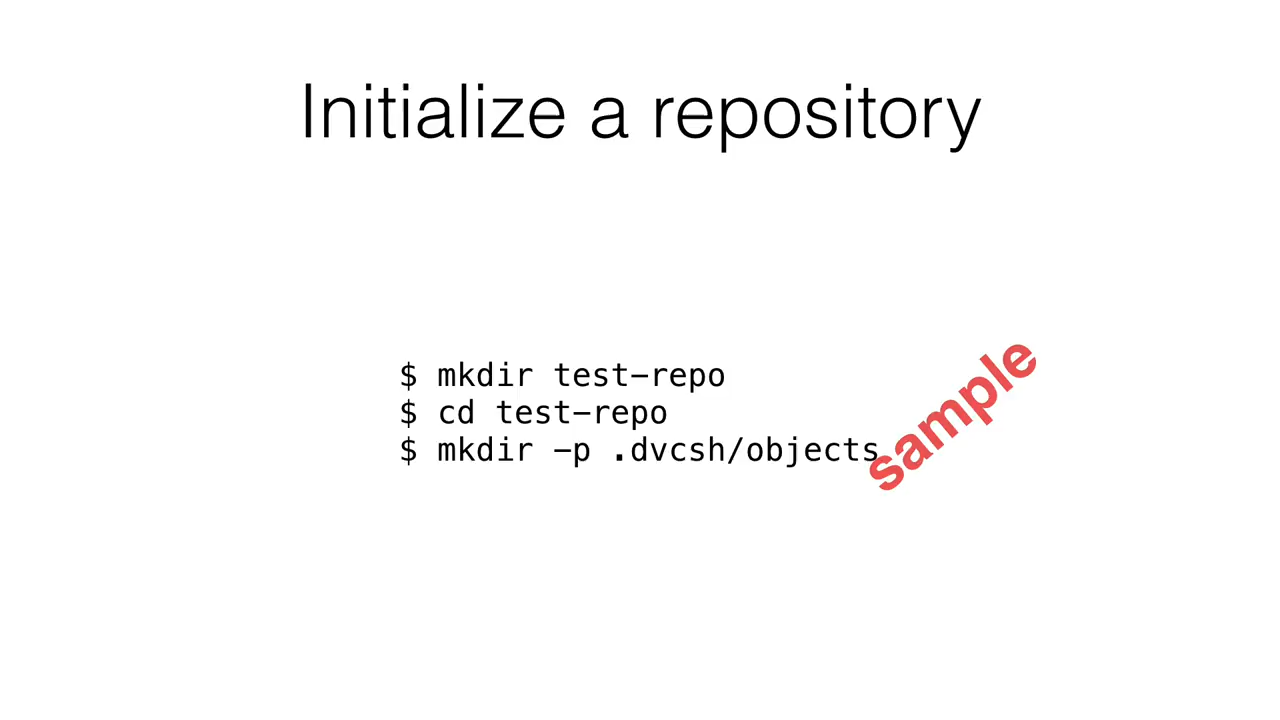 Initialize a repository
$ mkdir test-repo
$ cd test-repo
$ mkdir -p .dvcsh/objects
sample